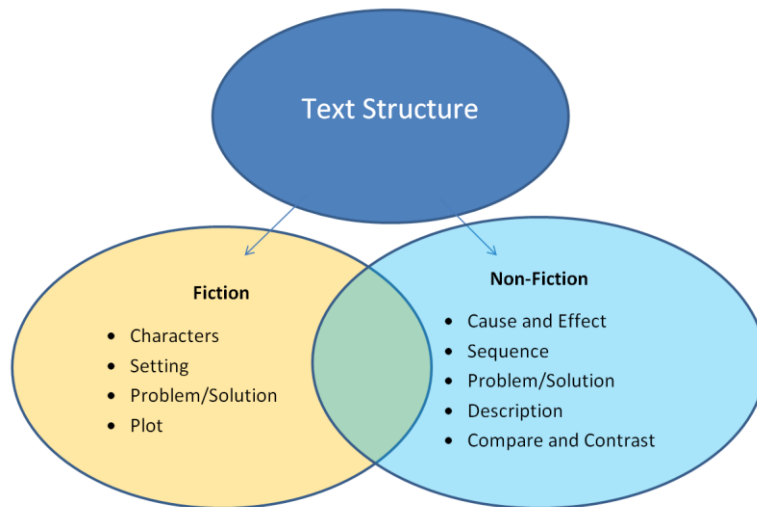 Text Structure
Fiction
• Characters
• Setting
• Problem/Solution
• Plot
Non-Fiction
• Cause and Effect
• Sequence
• Problem/Solution
• Description
• Compare and Contrast